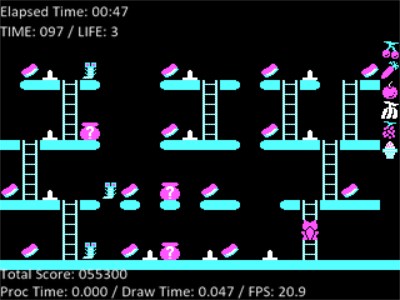 Elapsed Time: 00:47
TIME: 097 / LIFE: 3
?
?
Total Score: 055300
Proc Time: 0.000 / Draw Time: 0.047 / FPS: 20.9